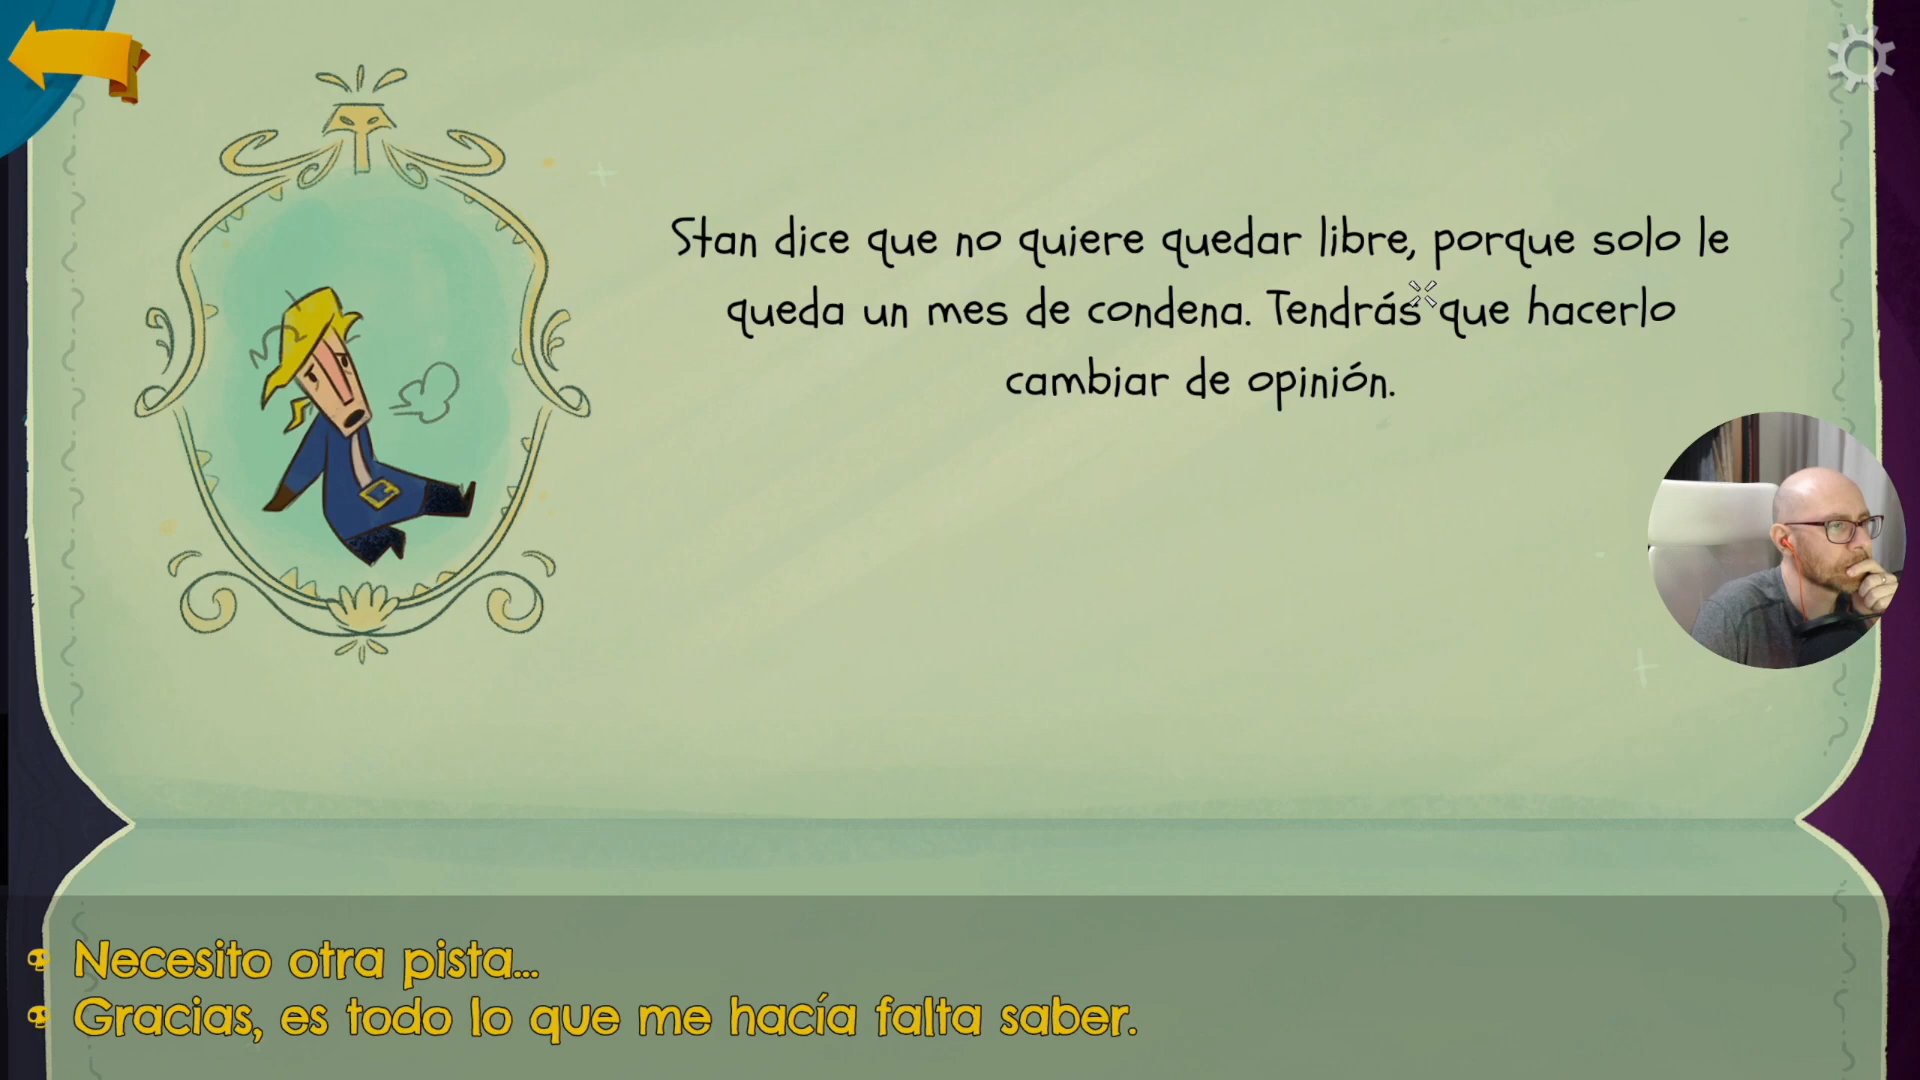 Stan dice que no quiere quedar libre, porque solo le
queda un mes de condena. Tendrás que hacerlo
cambiar de opinión.
Necesito otra pista...
Gracias, es todo lo que me hacía falta saber.